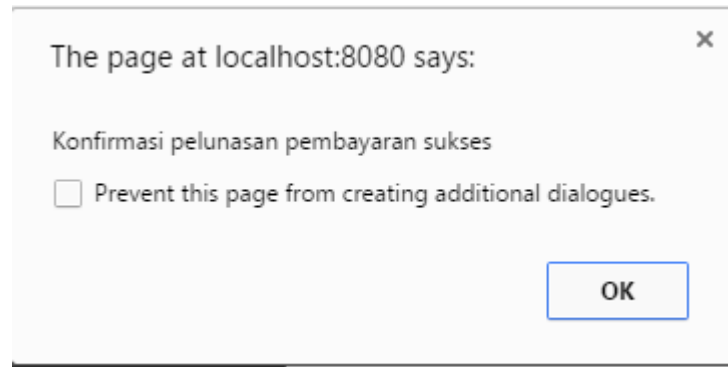 The page at localhost:8080 says:
Konfirmasi pelunasan pembayaran sukses
Prevent this page from creating additional dialogues.
OK